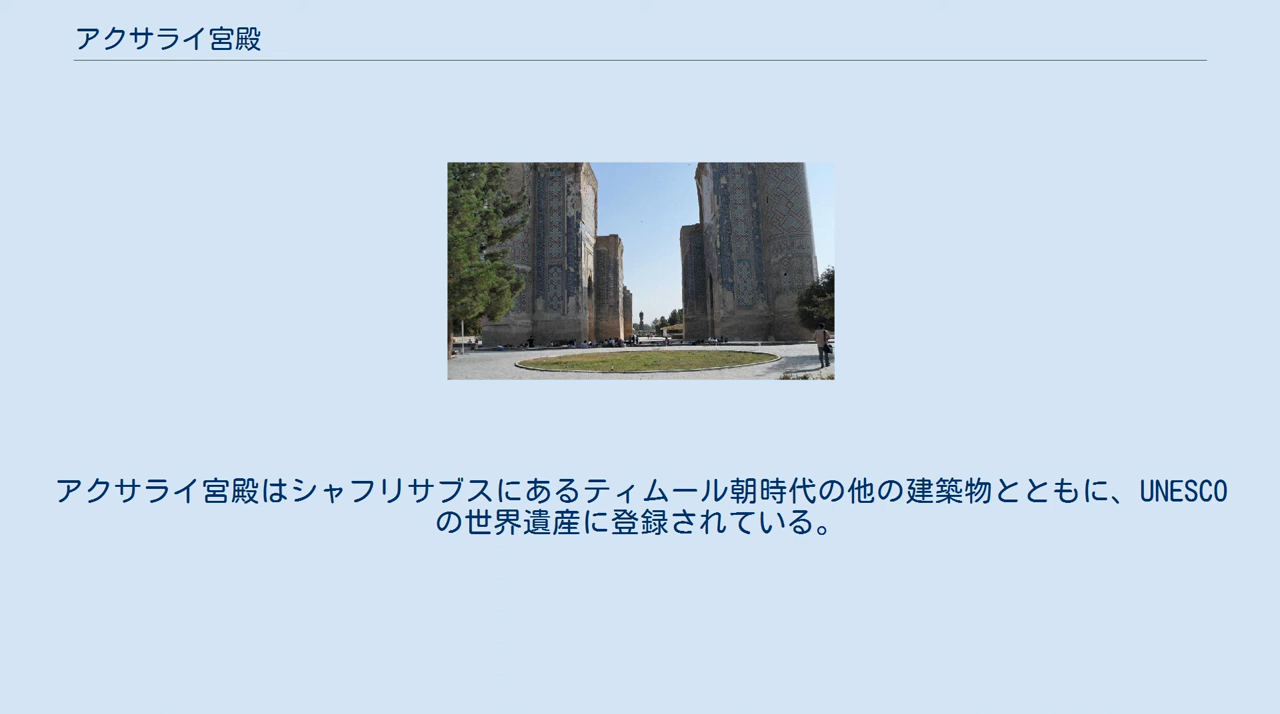 アクサライ宮殿
アクサライ宮殿はシャフリサブスにあるティムール朝時代の他の建築物とともに、UNESCO
の世界遺産に登録されている。